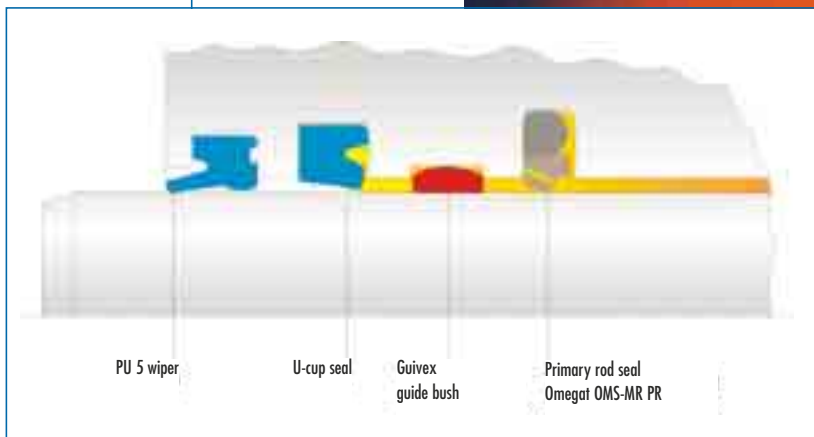 PU 5 wiper
U-cup seal
Guivex
guide bush
Primary rod seal
Omegat OMS-MR PR